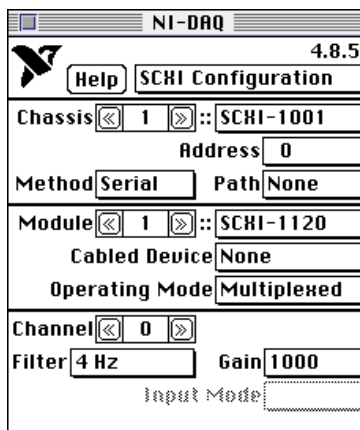 NI-DAQ
4.8.5
Help SCXI Configuration
Chassis 1 :: SCXI-1001
Address 0
Method Serial Path None
Module 1 :: SCXI-1120
Cabled Device None
Operating Mode Multiplexed
Channel 0
Filter 4 Hz Gain 1000
Input Mode